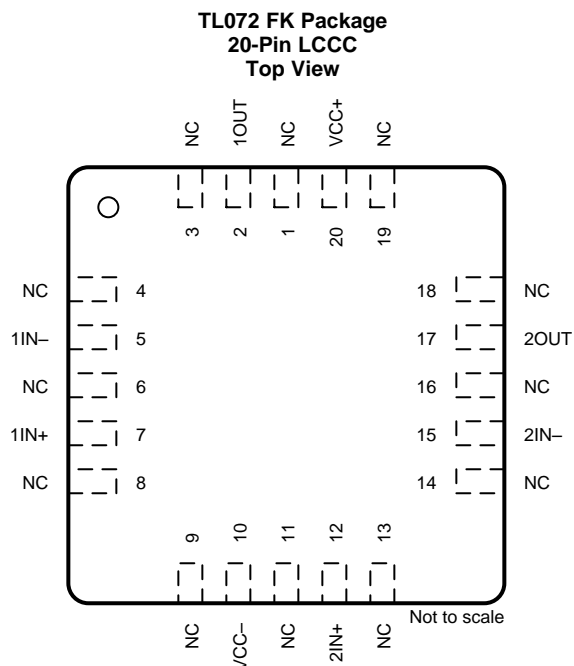 TL072 FK Package
20-Pin LCCC
Top View
NC
1OUT
NC
VCC+
NC
3
2
1
20
19
NC 4
1IN– 5
NC 6
1IN+ 7
NC 8
18 NC
17 2OUT
16 NC
15 2IN–
14 NC
9
10
11
12
13
NC
VCC–
NC
2IN+
NC
Not to scale